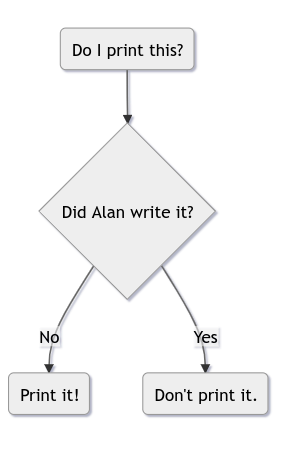 Do I print this?
Did Alan write it?
No
Yes
Print it!
Don't print it.